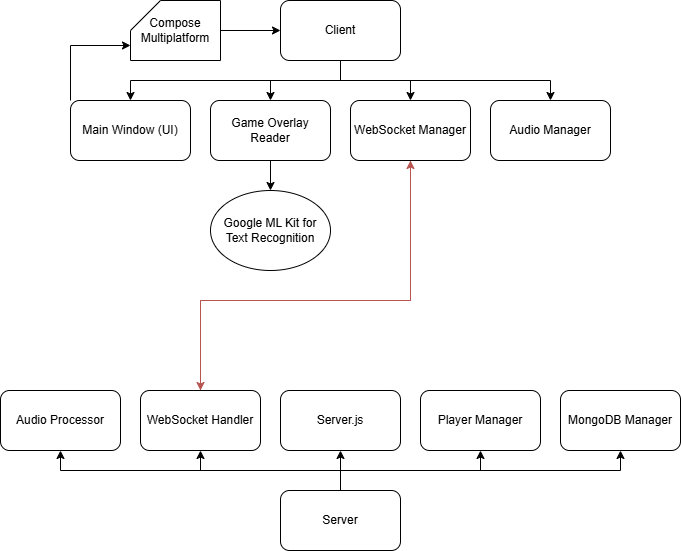 Compose
Multiplatform
Client
Main Window (UI)
Game Overlay
Reader
WebSocket Manager
Audio Manager
Google ML Kit for
Text Recognition
Audio Processor
WebSocket Handler
Server.js
Player Manager
MongoDB Manager
Server